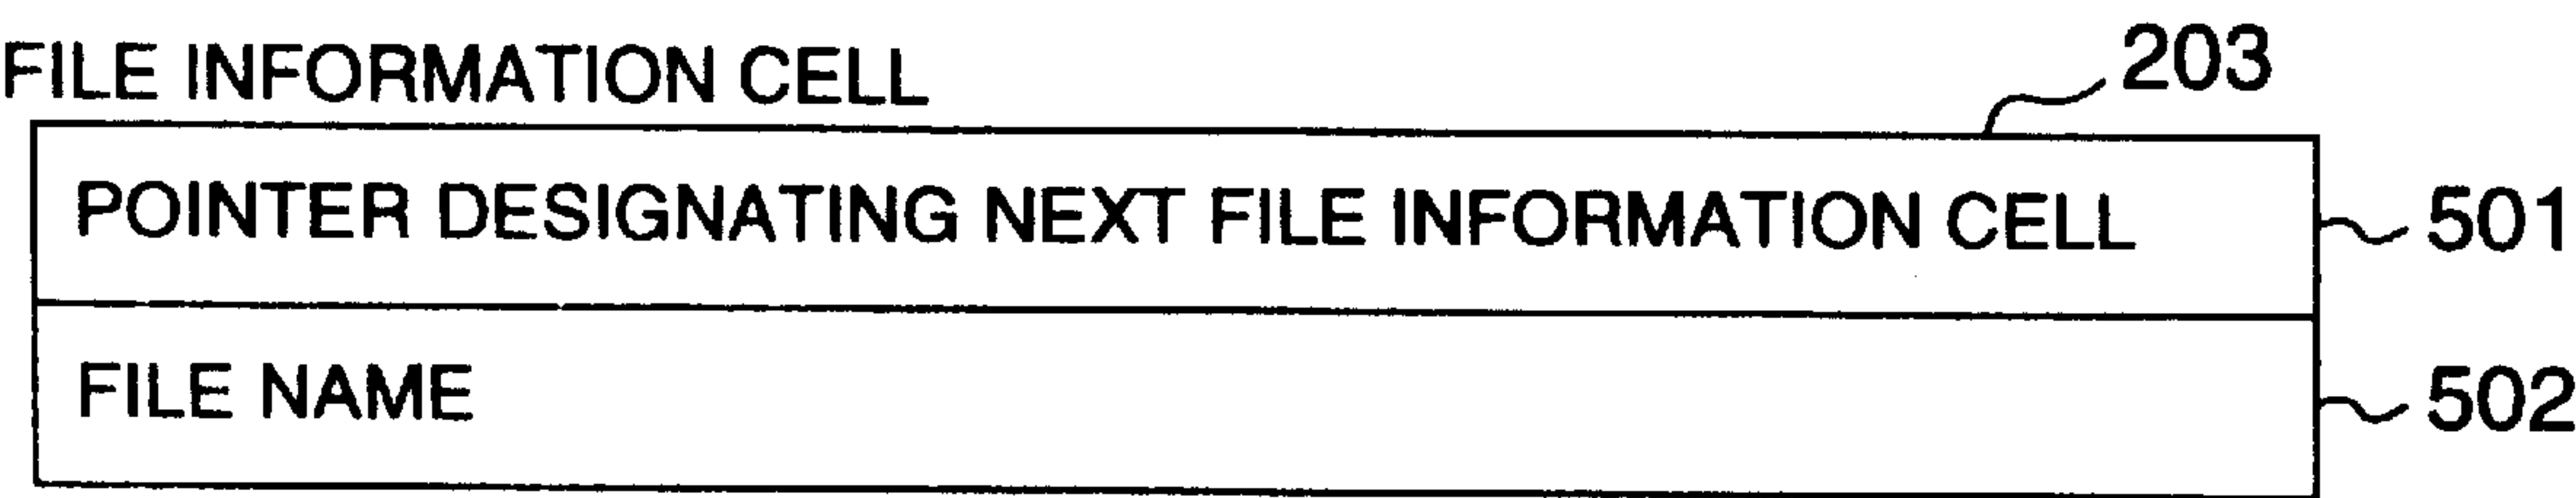 FILE INFORMATION CELL
203
POINTER DESIGNATING NEXT FILE INFORMATION CELL
501
FILE NAME
502